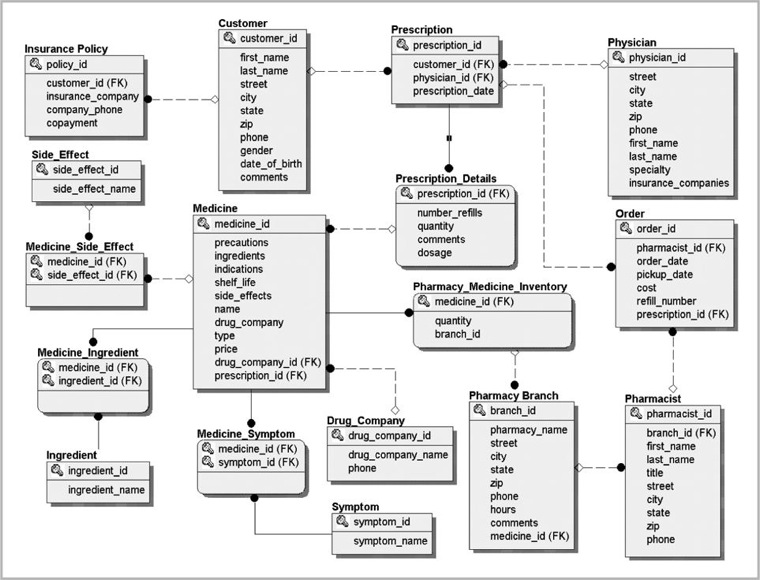 Customer
customer_id
first_name
last_name
street
city
state
zip
phone
gender
date_of_birth
comments
Prescription
prescription_id
customer_id (FK)
physician_id (FK)
prescription_date
Insurance Policy
policy_id
customer_id (FK)
insurance_company
company_phone
copayment
Physician
physician_id
street
city
state
zip
phone
first_name
last_name
specialty
insurance_companies
Side_Effect
side_effect_id
side_effect_name
Prescription_Details
prescription_id (FK)
number_refills
quantity
comments
dosage
Medicine
medicine_id
precautions
ingredients
indications
shelf_life
side_effects
name
drug_company
type
price
drug_company_id (FK)
prescription_id (FK)
Order
order_id
pharmacist_id (FK)
order_date
pickup_date
cost
refill_number
prescription_id (FK)
Medicine_Side_Effect
medicine_id (FK)
side_effect_id (FK)
Pharmacy_Medicine_Inventory
medicine_id (FK)
quantity
branch_id
Medicine_Ingredient
medicine_id (FK)
ingredient_id (FK)
Pharmacy Branch
branch_id
pharmacy_name
street
city
state
zip
phone
hours
comments
medicine_id (FK)
Pharmacist
pharmacist_id
branch_id (FK)
first_name
last_name
title
street
city
state
zip
phone
Drug_Company
drug_company_id
drug_company_name
phone
Medicine_Symptom
medicine_id (FK)
symptom_id (FK)
Ingredient
ingredient_id
ingredient_name
Symptom
symptom_id
symptom_name